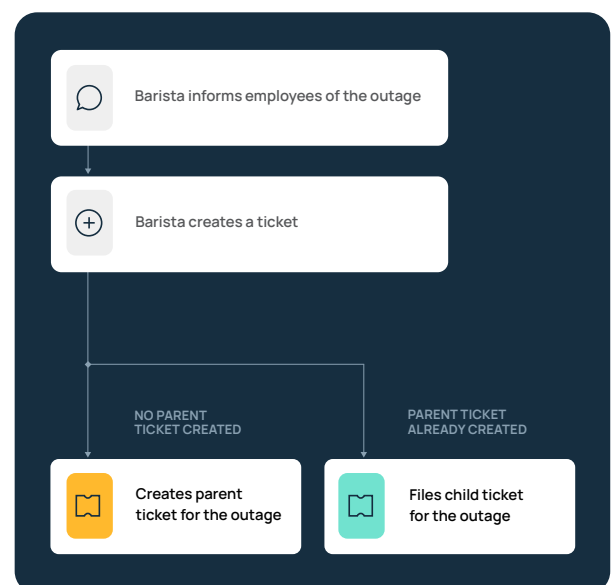 Barista informs employees of the outage
Barista creates a ticket
NO PARENT
TICKET CREATED
PARENT TICKET
ALREADY CREATED
Creates parent
ticket for the outage
Files child ticket
for the outage